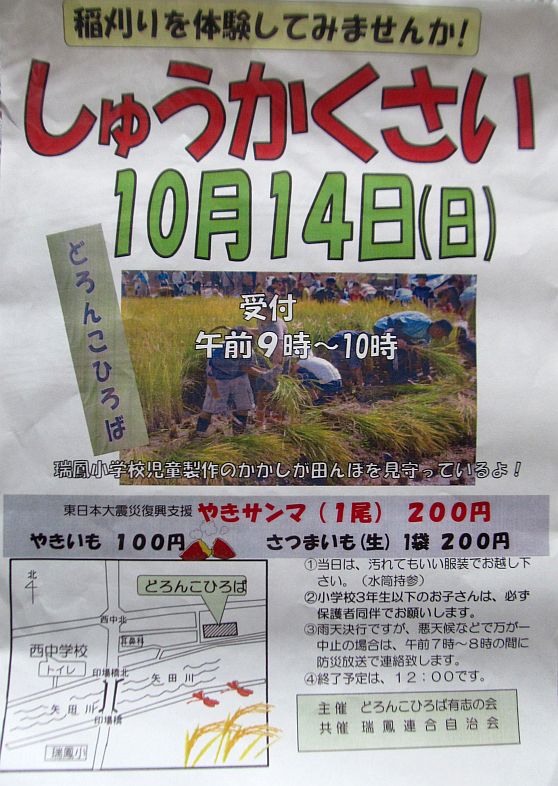 稲刈りを体験してみませんか！
しゅうかくさい
10月14日(日)
どろんこひろば
受付
午前9時～10時
瑞鳳小学校児童製作のかかしが田んぼを見守っているよ！
東日本大震災復興支援 やきサンマ（1尾） 200円
やきいも 100円 さつまいも(生) 1袋 200円
①当日は、汚れてもいい服装でお越し下さい。（水筒持参）
②小学校3年生以下のお子さんは、必ず
保護者同伴でお願いします。
③雨天決行ですが、悪天候などで万が一
中止の場合は、午前7時～8時の間に
防災放送で連絡致します。
④終了予定は、12：00です。
主催 どろんこひろば有志の会
共催 瑞鳳連合自治会
北
どろんこひろば
西中北
耳鼻科
西中学校
トイレ
印場橋北
矢田川
矢田川
印場橋
瑞鳳小